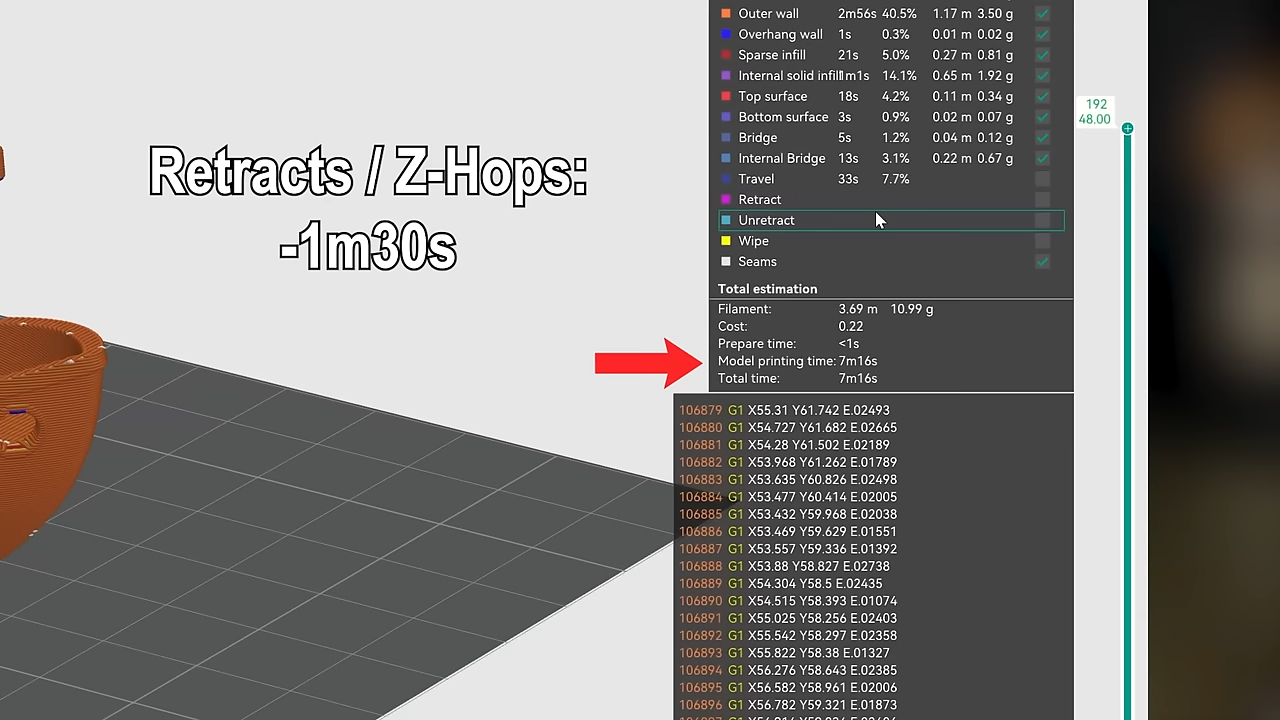 Outer wall 2m56s 40.5% 1.17 m 3.50 g
Overhang wall 1s 0.3% 0.01 m 0.02 g
Sparse infill 21s 5.0% 0.27 m 0.81 g
Internal solid infill 1m1s 14.1% 0.65 m 1.92 g
Top surface 18s 4.2% 0.11 m 0.34 g
Bottom surface 3s 0.9% 0.02 m 0.07 g
Bridge 5s 1.2% 0.04 m 0.12 g
Internal Bridge 13s 3.1% 0.22 m 0.67 g
Travel 33s 7.7%
Retract
Unretract
Wipe
Seams
192
48.00
Retracts / Z-Hops:
-1m30s
Total estimation
Filament: 3.69 m 10.99 g
Cost: 0.22
Prepare time: <1s
Model printing time: 7m16s
Total time: 7m16s
106879 G1 X55.31 Y61.742 E.02493
106880 G1 X54.727 Y61.682 E.02665
106881 G1 X54.28 Y61.502 E.02189
106882 G1 X53.968 Y61.262 E.01789
106883 G1 X53.635 Y60.826 E.02498
106884 G1 X53.477 Y60.414 E.02005
106885 G1 X53.432 Y59.968 E.02038
106886 G1 X53.469 Y59.629 E.01551
106887 G1 X53.557 Y59.336 E.01392
106888 G1 X53.88 Y58.827 E.02738
106889 G1 X54.304 Y58.5 E.02435
106890 G1 X54.515 Y58.393 E.01074
106891 G1 X55.025 Y58.256 E.02403
106892 G1 X55.542 Y58.297 E.02358
106893 G1 X55.822 Y58.38 E.01327
106894 G1 X56.276 Y58.643 E.02385
106895 G1 X56.582 Y58.961 E.02006
106896 G1 X56.782 Y59.321 E.01873